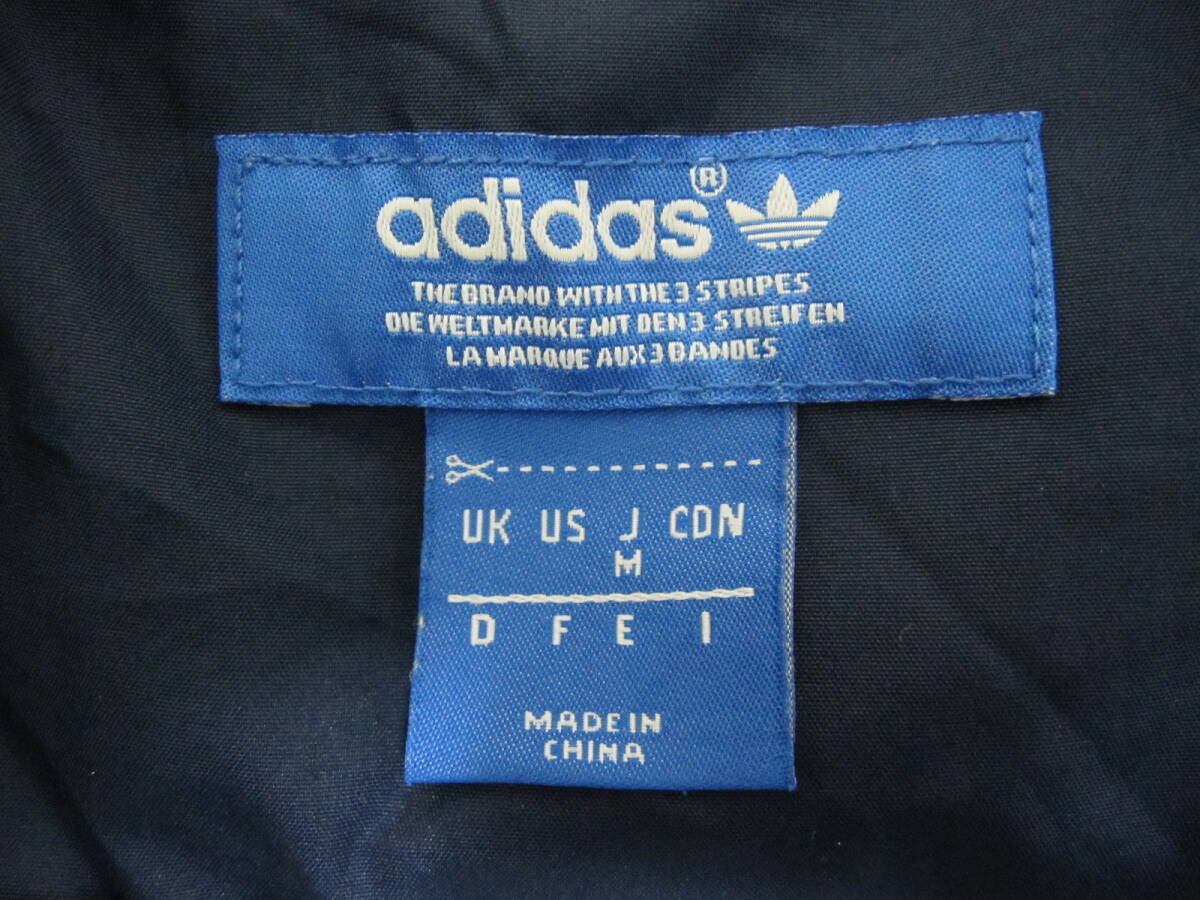 adidas®
THE BRAND WITH THE 3 STRIPES
DIE WELTMARKE MIT DEN 3 STREIFEN
LA MARQUE AUX 3 BANDES
UK US J CDN
M
D F E I
MADE IN
CHINA